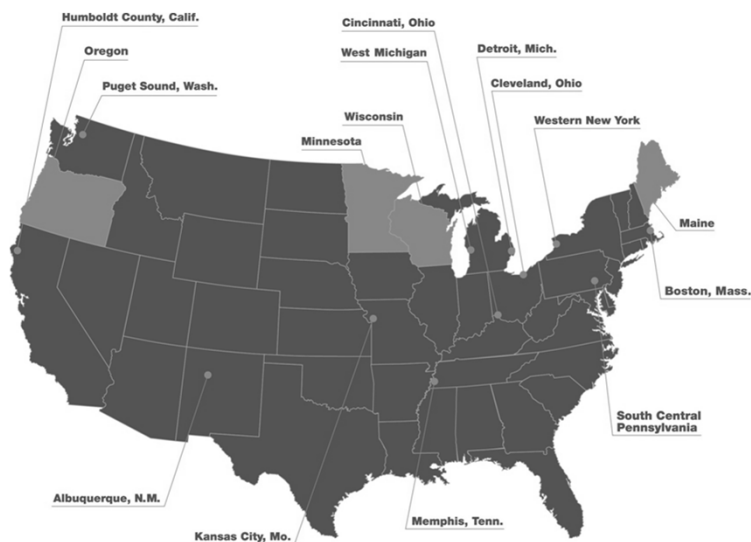 Humboldt County, Calif.
Cincinnati, Ohio
Oregon
West Michigan
Detroit, Mich.
Puget Sound, Wash.
Cleveland, Ohio
Wisconsin
Western New York
Minnesota
Maine
Boston, Mass.
South Central
Pennsylvania
Albuquerque, N.M.
Memphis, Tenn.
Kansas City, Mo.